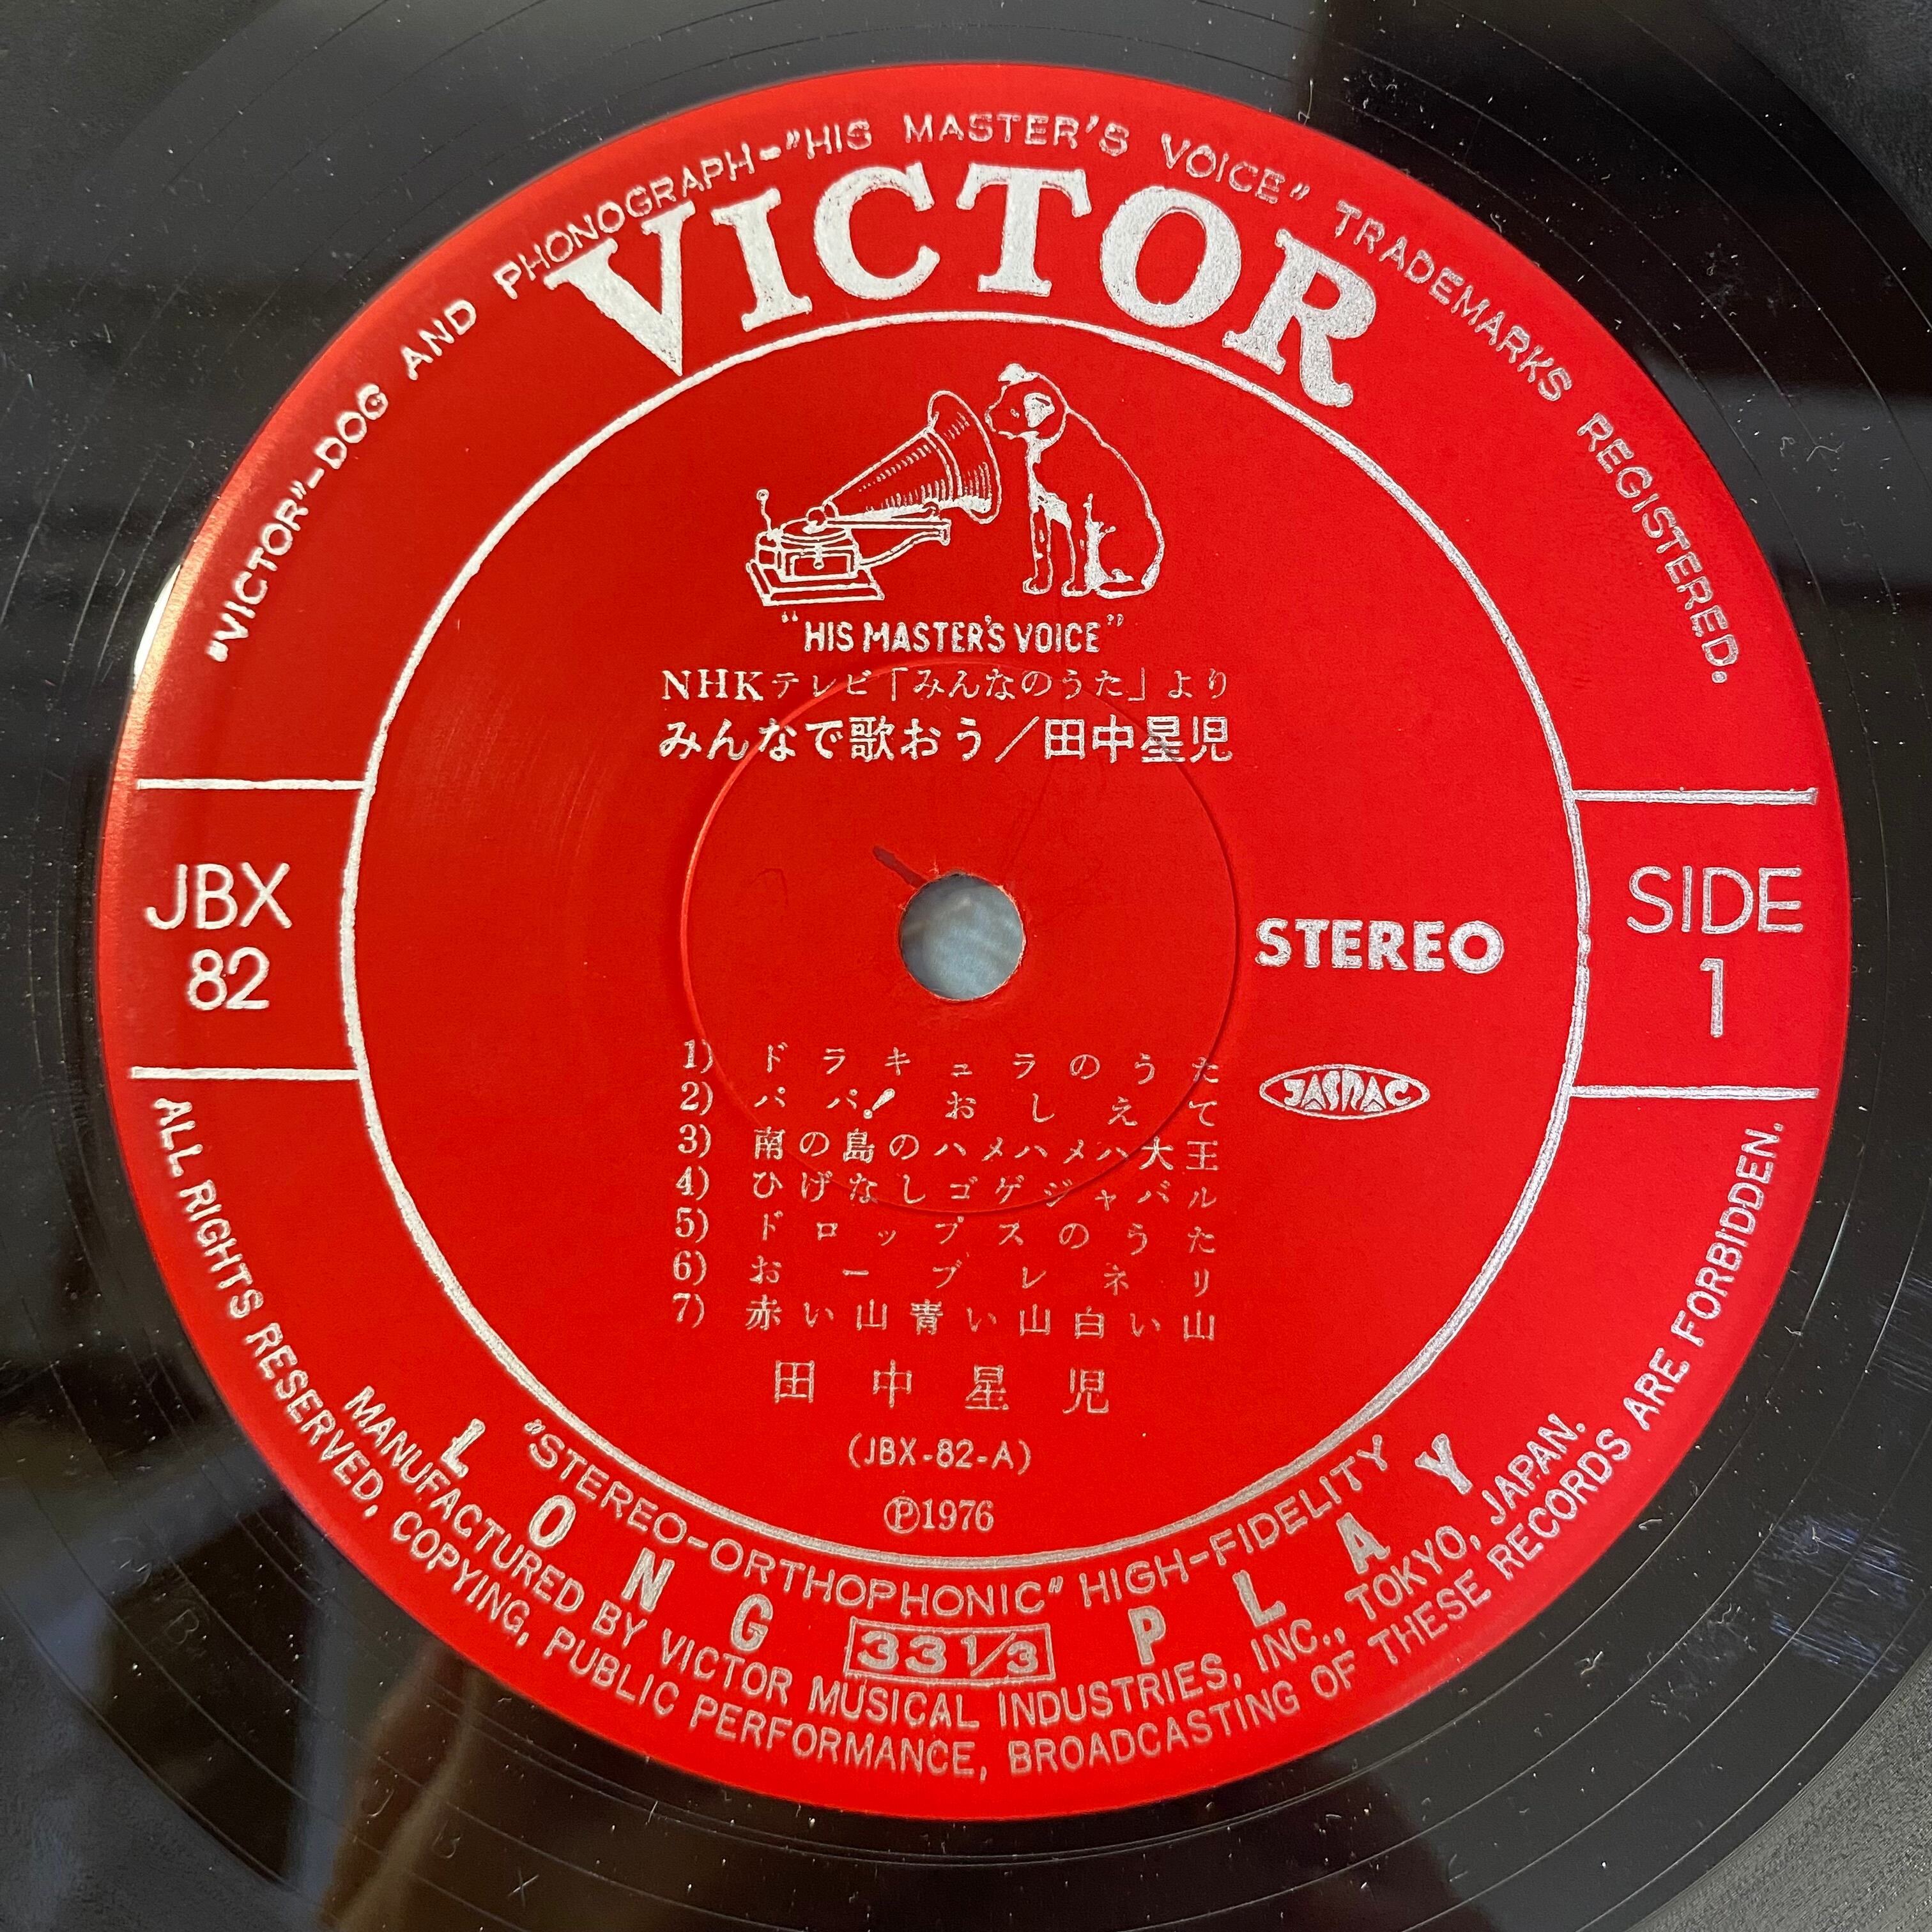 "VICTOR"-DOG AND PHONOGRAPH-"HIS MASTER'S VOICE" TRADEMARKS REGISTERED.
VICTOR
"HIS MASTER'S VOICE"
NHKテレビ「みんなのうた」より
みんなで歌おう／田中星児
JBX
82
STEREO
SIDE
1
JASRAC
1) ドラキュラのうた
2) パパ!おしえて
3) 南の島のハメハメハ大王
4) ひげなしゴゲジャバル
5) ドロップスのうた
6) おーブレネリ
7) 赤い山青い山白い山
田中星児
(JBX-82-A)
℗1976
"STEREO-ORTHOPHONIC" HIGH-FIDELITY
LONG 33 1/3 PLAY
MANUFACTURED BY VICTOR MUSICAL INDUSTRIES, INC., TOKYO, JAPAN.
ALL RIGHTS RESERVED, COPYING, PUBLIC PERFORMANCE, BROADCASTING OF THESE RECORDS ARE FORBIDDEN.